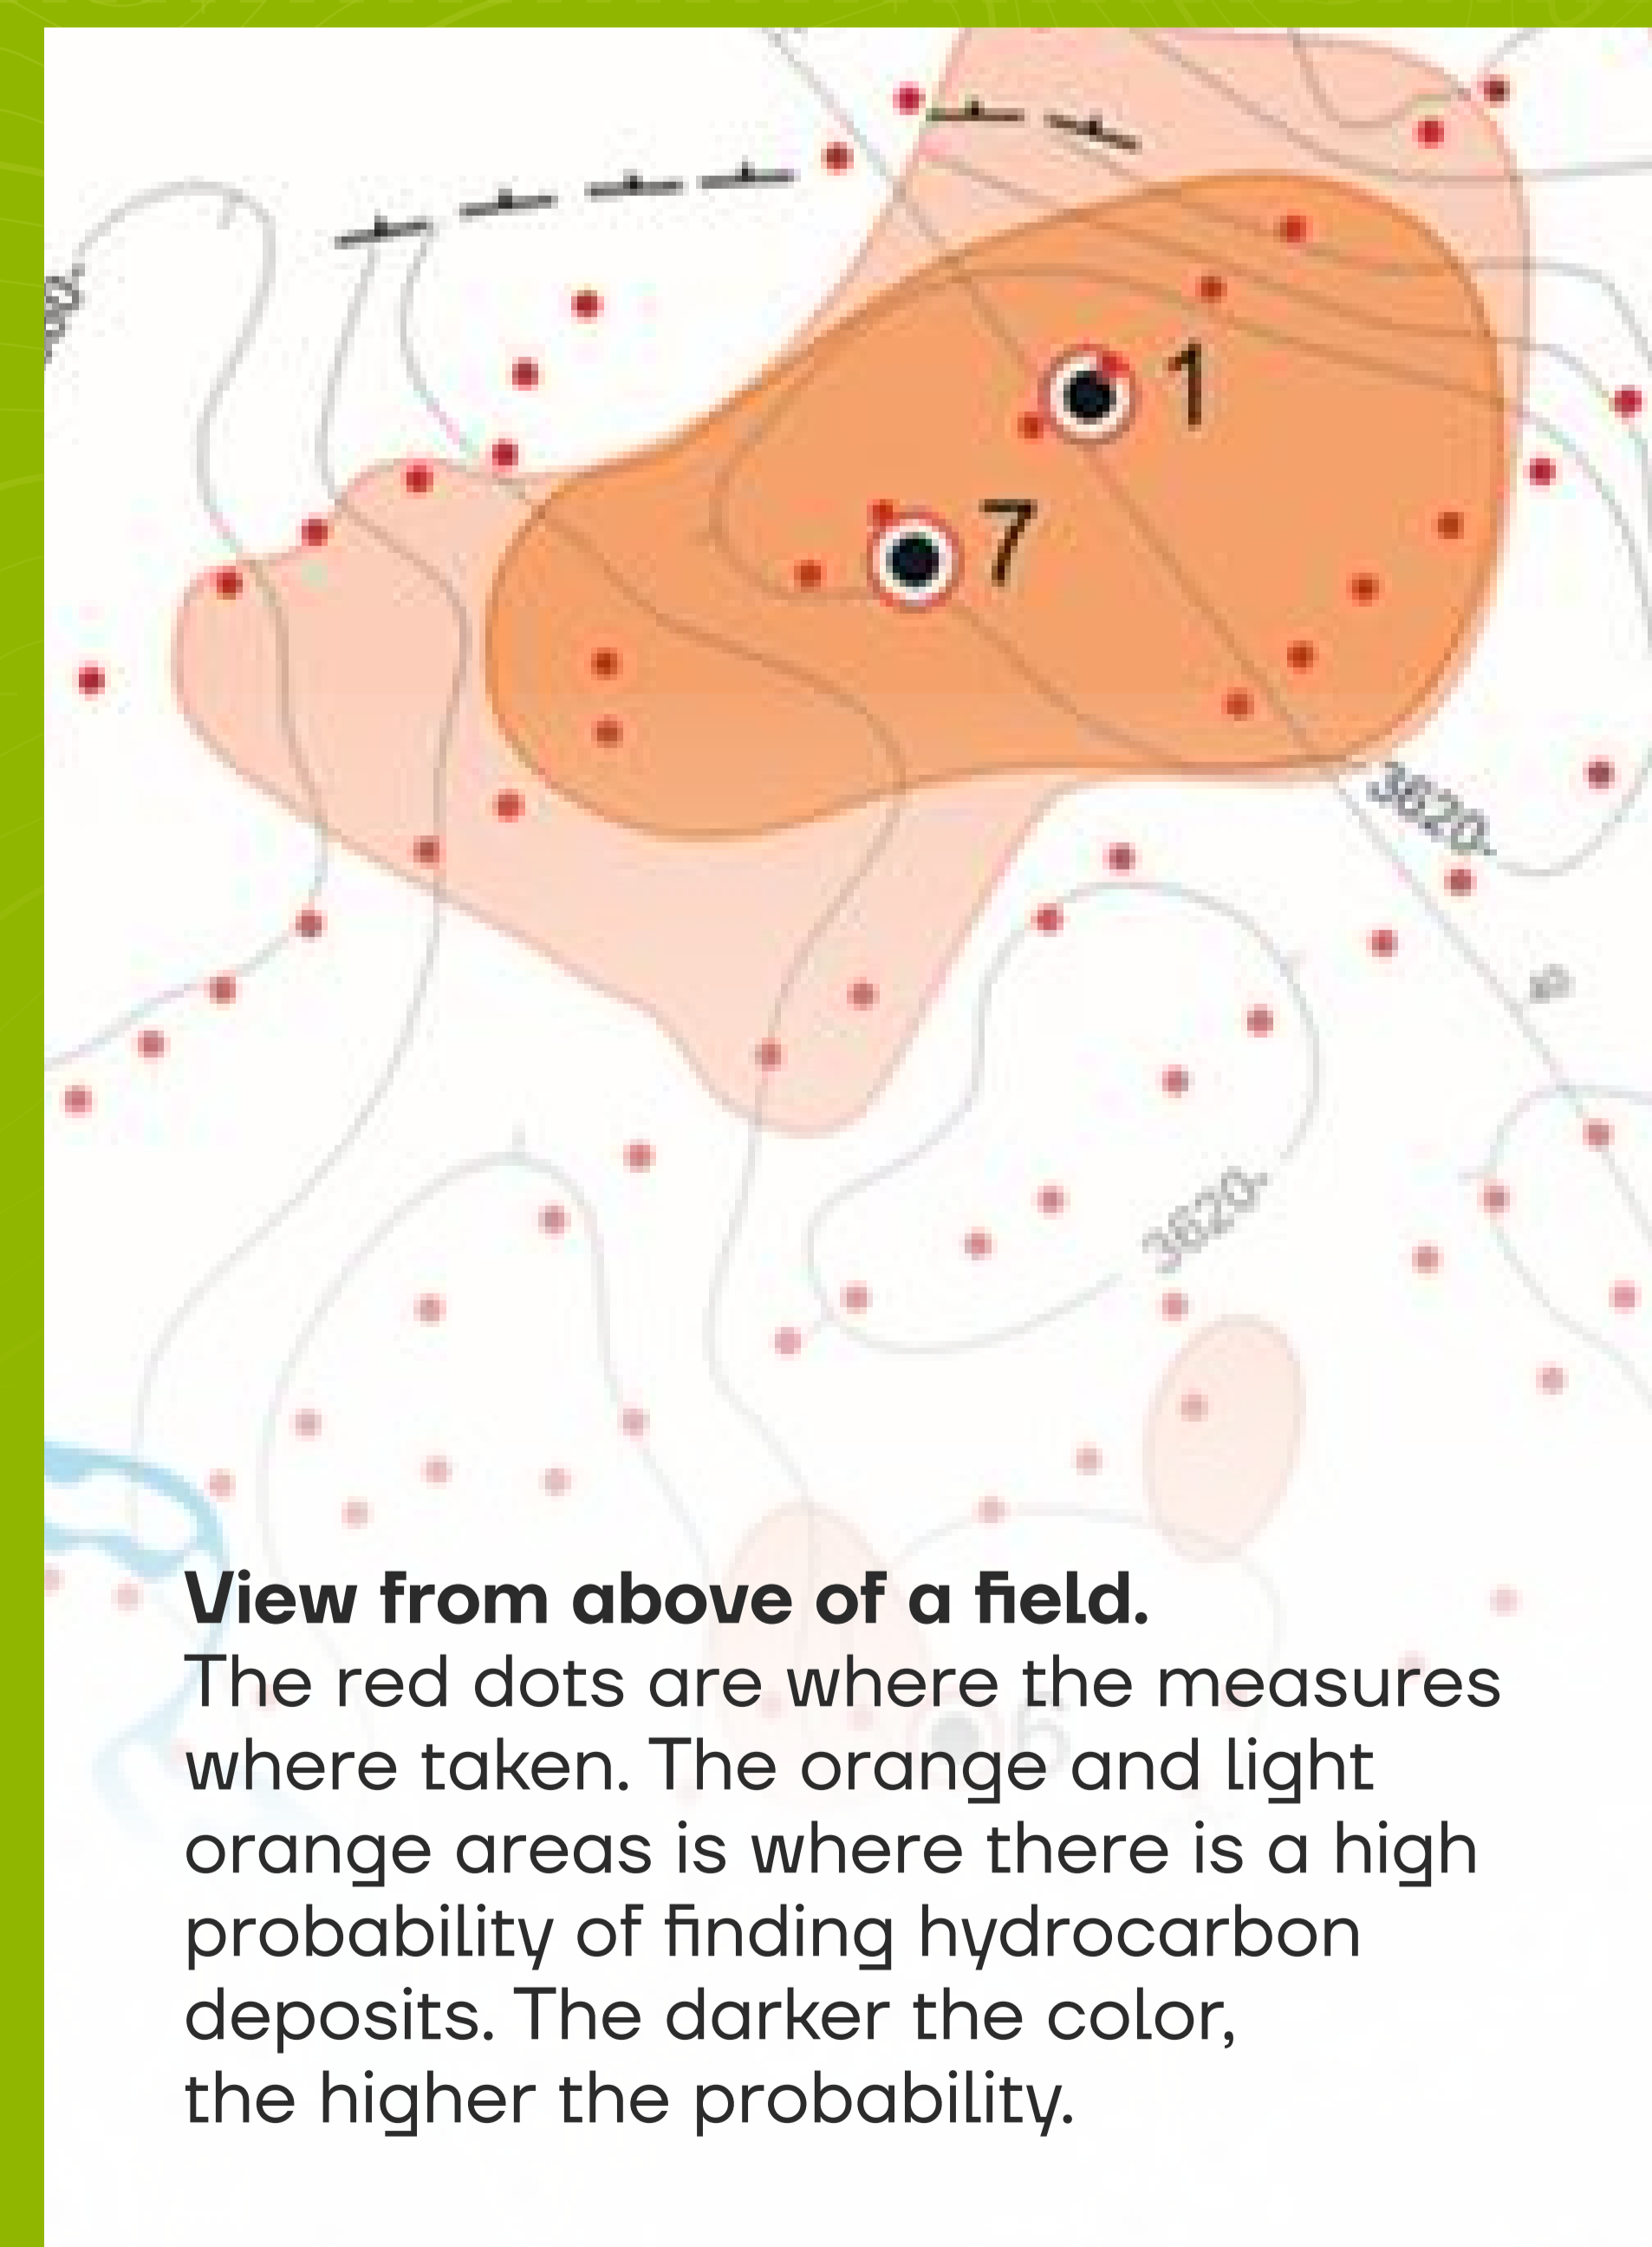 1
7
3620-
3620-
View from above of a field.
The red dots are where the measures
where taken. The orange and light
orange areas is where there is a high
probability of finding hydrocarbon
deposits. The darker the color,
the higher the probability.